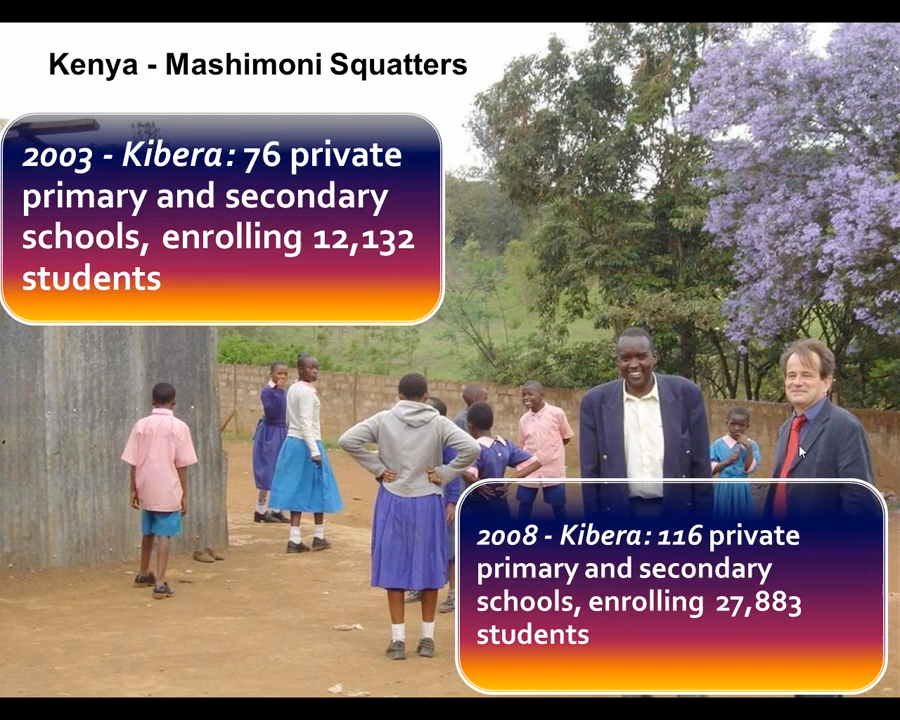 Kenya - Mashimoni Squatters
2003 - Kibera: 76 private
primary and secondary
schools, enrolling 12,132
students
2008 - Kibera: 116 private
primary and secondary
schools, enrolling 27,883
students